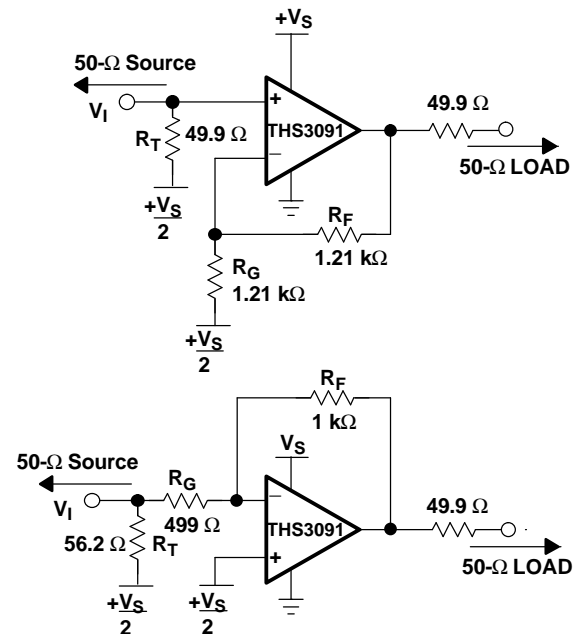 +VS
50-Ω Source
VI
+
THS3091
−
49.9 Ω
RT
49.9 Ω
50-Ω LOAD
+VS
2
RF
1.21 kΩ
RG
1.21 kΩ
+VS
2
RF
1 kΩ
VS
50-Ω Source
RG
VI
499 Ω
−
THS3091
+
49.9 Ω
56.2 Ω
RT
50-Ω LOAD
+VS
2
+VS
2